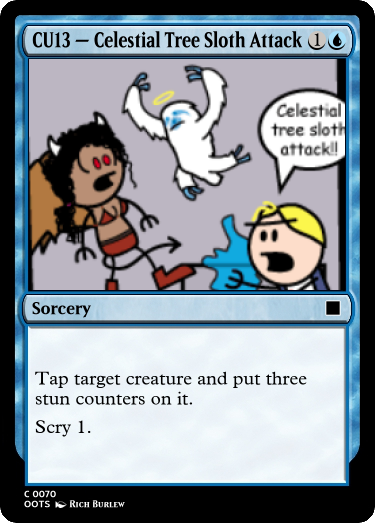 CU13 — Celestial Tree Sloth Attack 1
Celestial
tree sloth
attack!!
Sorcery
Tap target creature and put three
stun counters on it.
Scry 1.
C 0070
OOTS Rich Burlew